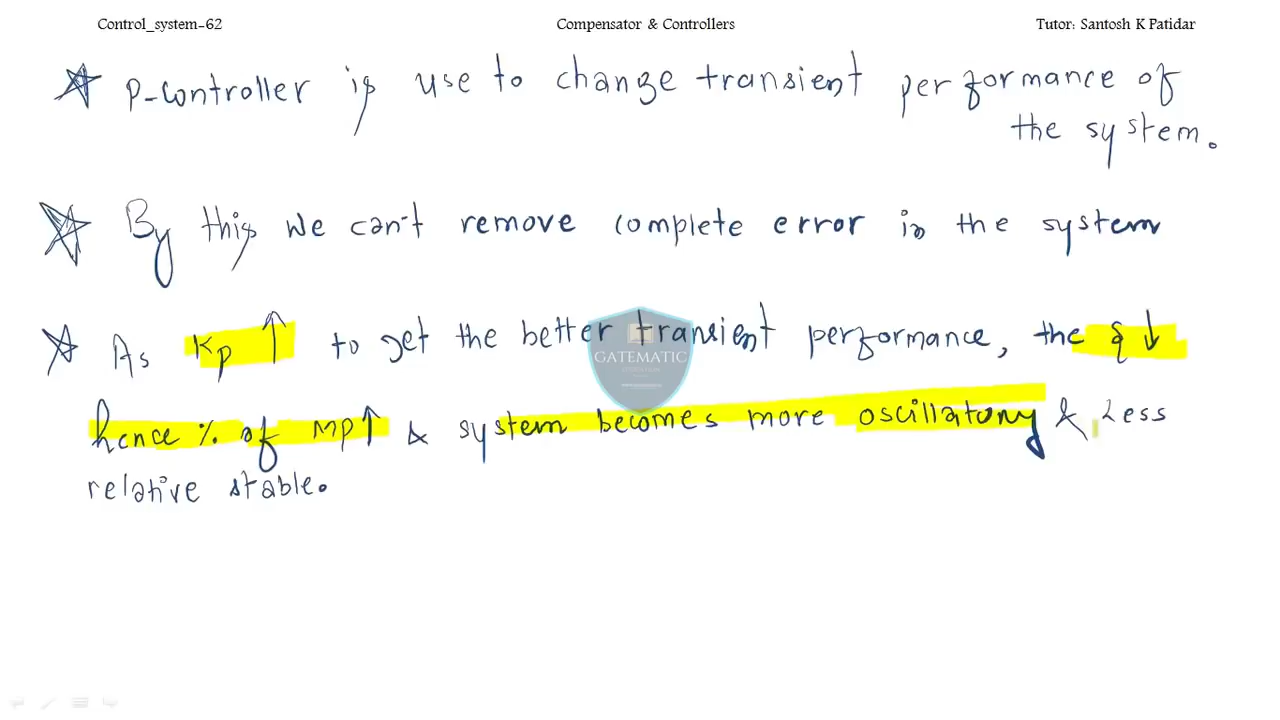 Control_system-62
Compensator & Controllers
Tutor: Santosh K Patidar
P-controller is use to change transient performance of
the system.
By this we can't remove complete error in the system
As Kp ↑ to get the better transient performance, the ξ ↓
hence % of MP↑ & system becomes more oscillatory & Less
relative stable.
GATEMATIC